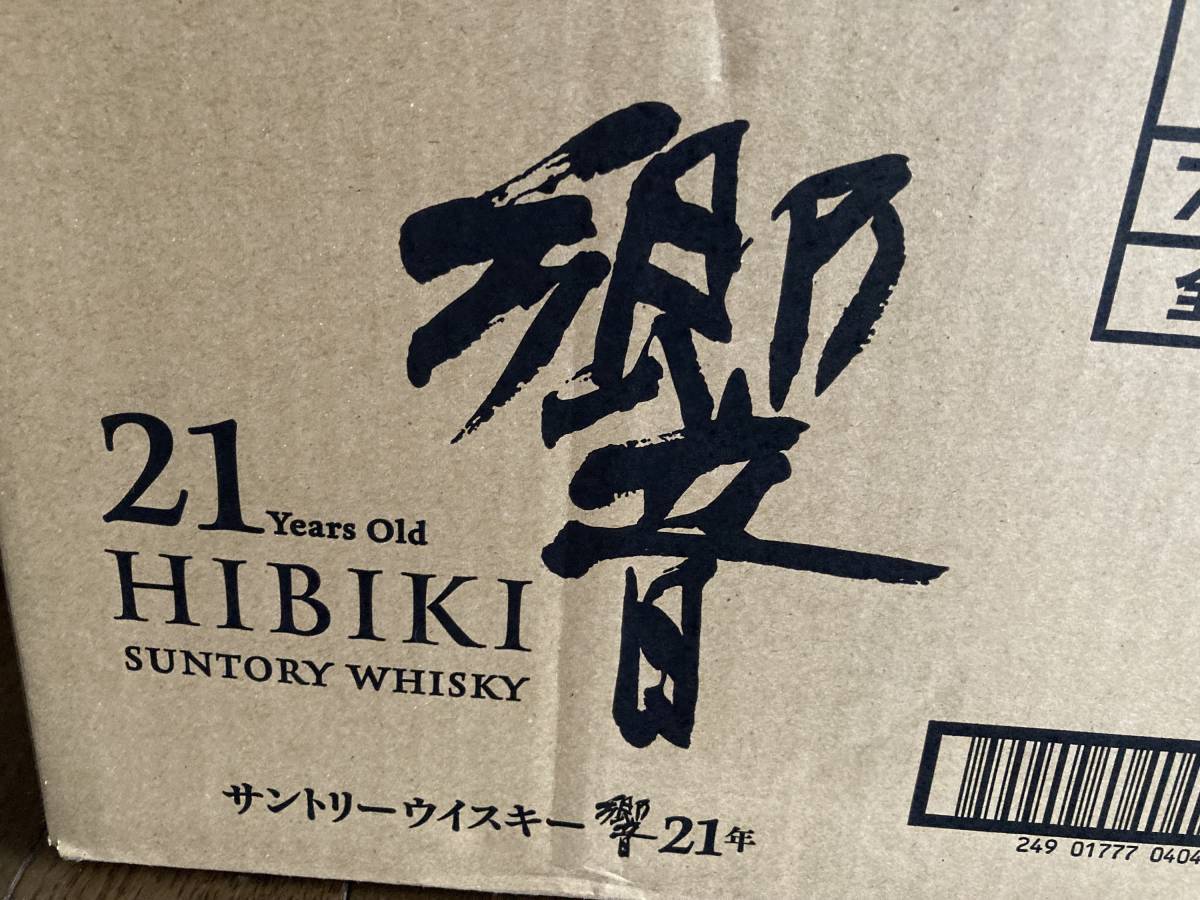 響
21 Years Old
HIBIKI
SUNTORY WHISKY
サントリーウイスキー響21年
249 01777 0404